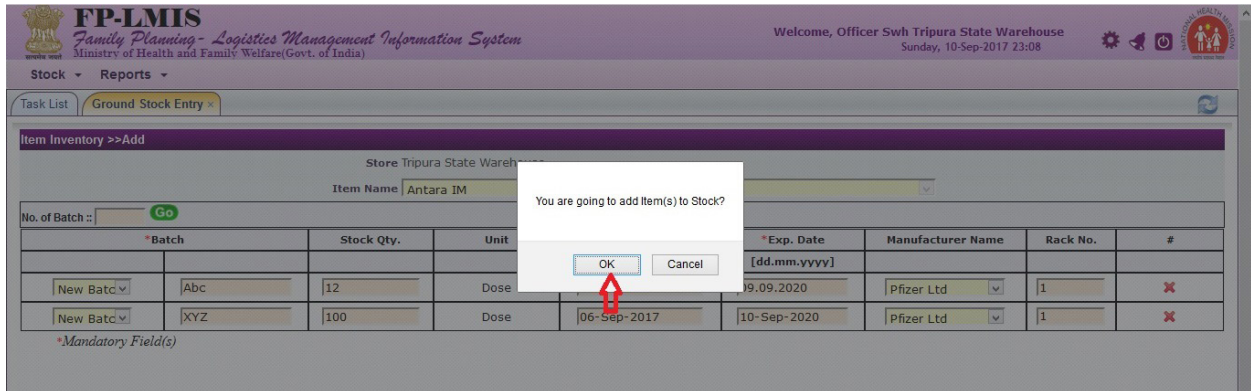 FP-LMIS
Family Planning- Logistics Management Information System
Ministry of Health and Family Welfare(Govt. of India)
Welcome, Officer Swh Tripura State Warehouse
Sunday, 10-Sep-2017 23:08
Stock Reports
Task List Ground Stock Entry ×
Item Inventory >>Add
Store Tripura State
Item Name Antara IM
You are going to add Item(s) to Stock?
OK Cancel
No. of Batch :: Go
*Batch Stock Qty. Unit *Exp. Date Manufacturer Name Rack No. #
[dd.mm.yyyy]
New Batc Abc 12 Dose 09.09.2020 Pfizer Ltd 1
New Batc XYZ 100 Dose 06-Sep-2017 10-Sep-2020 Pfizer Ltd 1
*Mandatory Field(s)